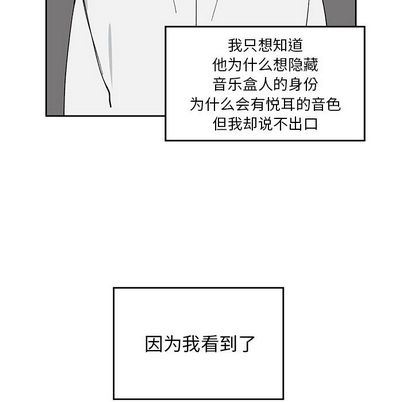 我只想知道
他为什么想隐藏
音乐盒人的身份
为什么会有悦耳的音色
但我却说不出口
因为我看到了